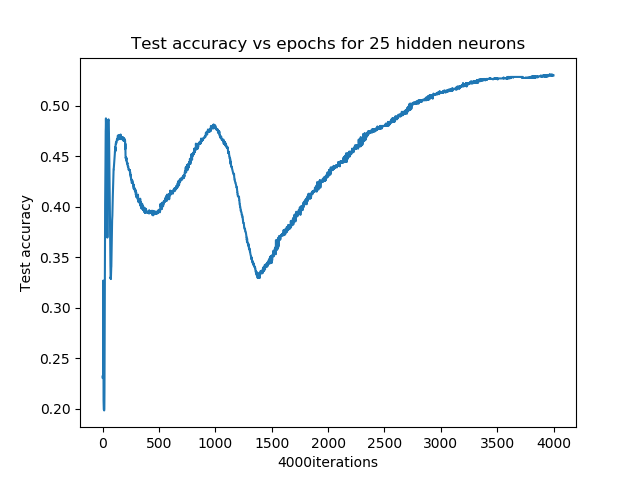 Test accuracy vs epochs for 25 hidden neurons
Test accuracy
0.50
0.45
0.40
0.35
0.30
0.25
0.20
0 500 1000 1500 2000 2500 3000 3500 4000
4000iterations